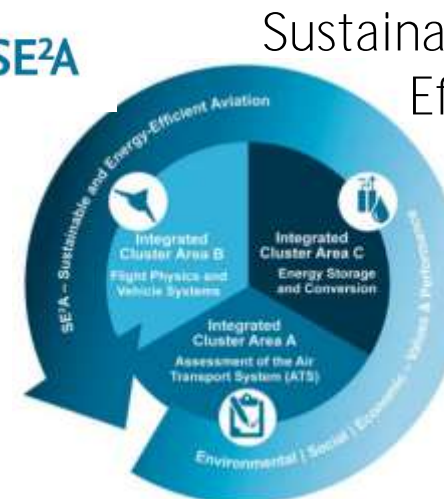 SE²A
Sustaina
Ef
SE²A – Sustainable and Energy-Efficient Aviation
Integrated
Cluster Area B
Flight Physics and
Vehicle Systems
Integrated
Cluster Area C
Energy Storage
and Conversion
Integrated
Cluster Area A
Assessment of the Air
Transport System (ATS)
Environmental | Social | Economic – Values & Performance